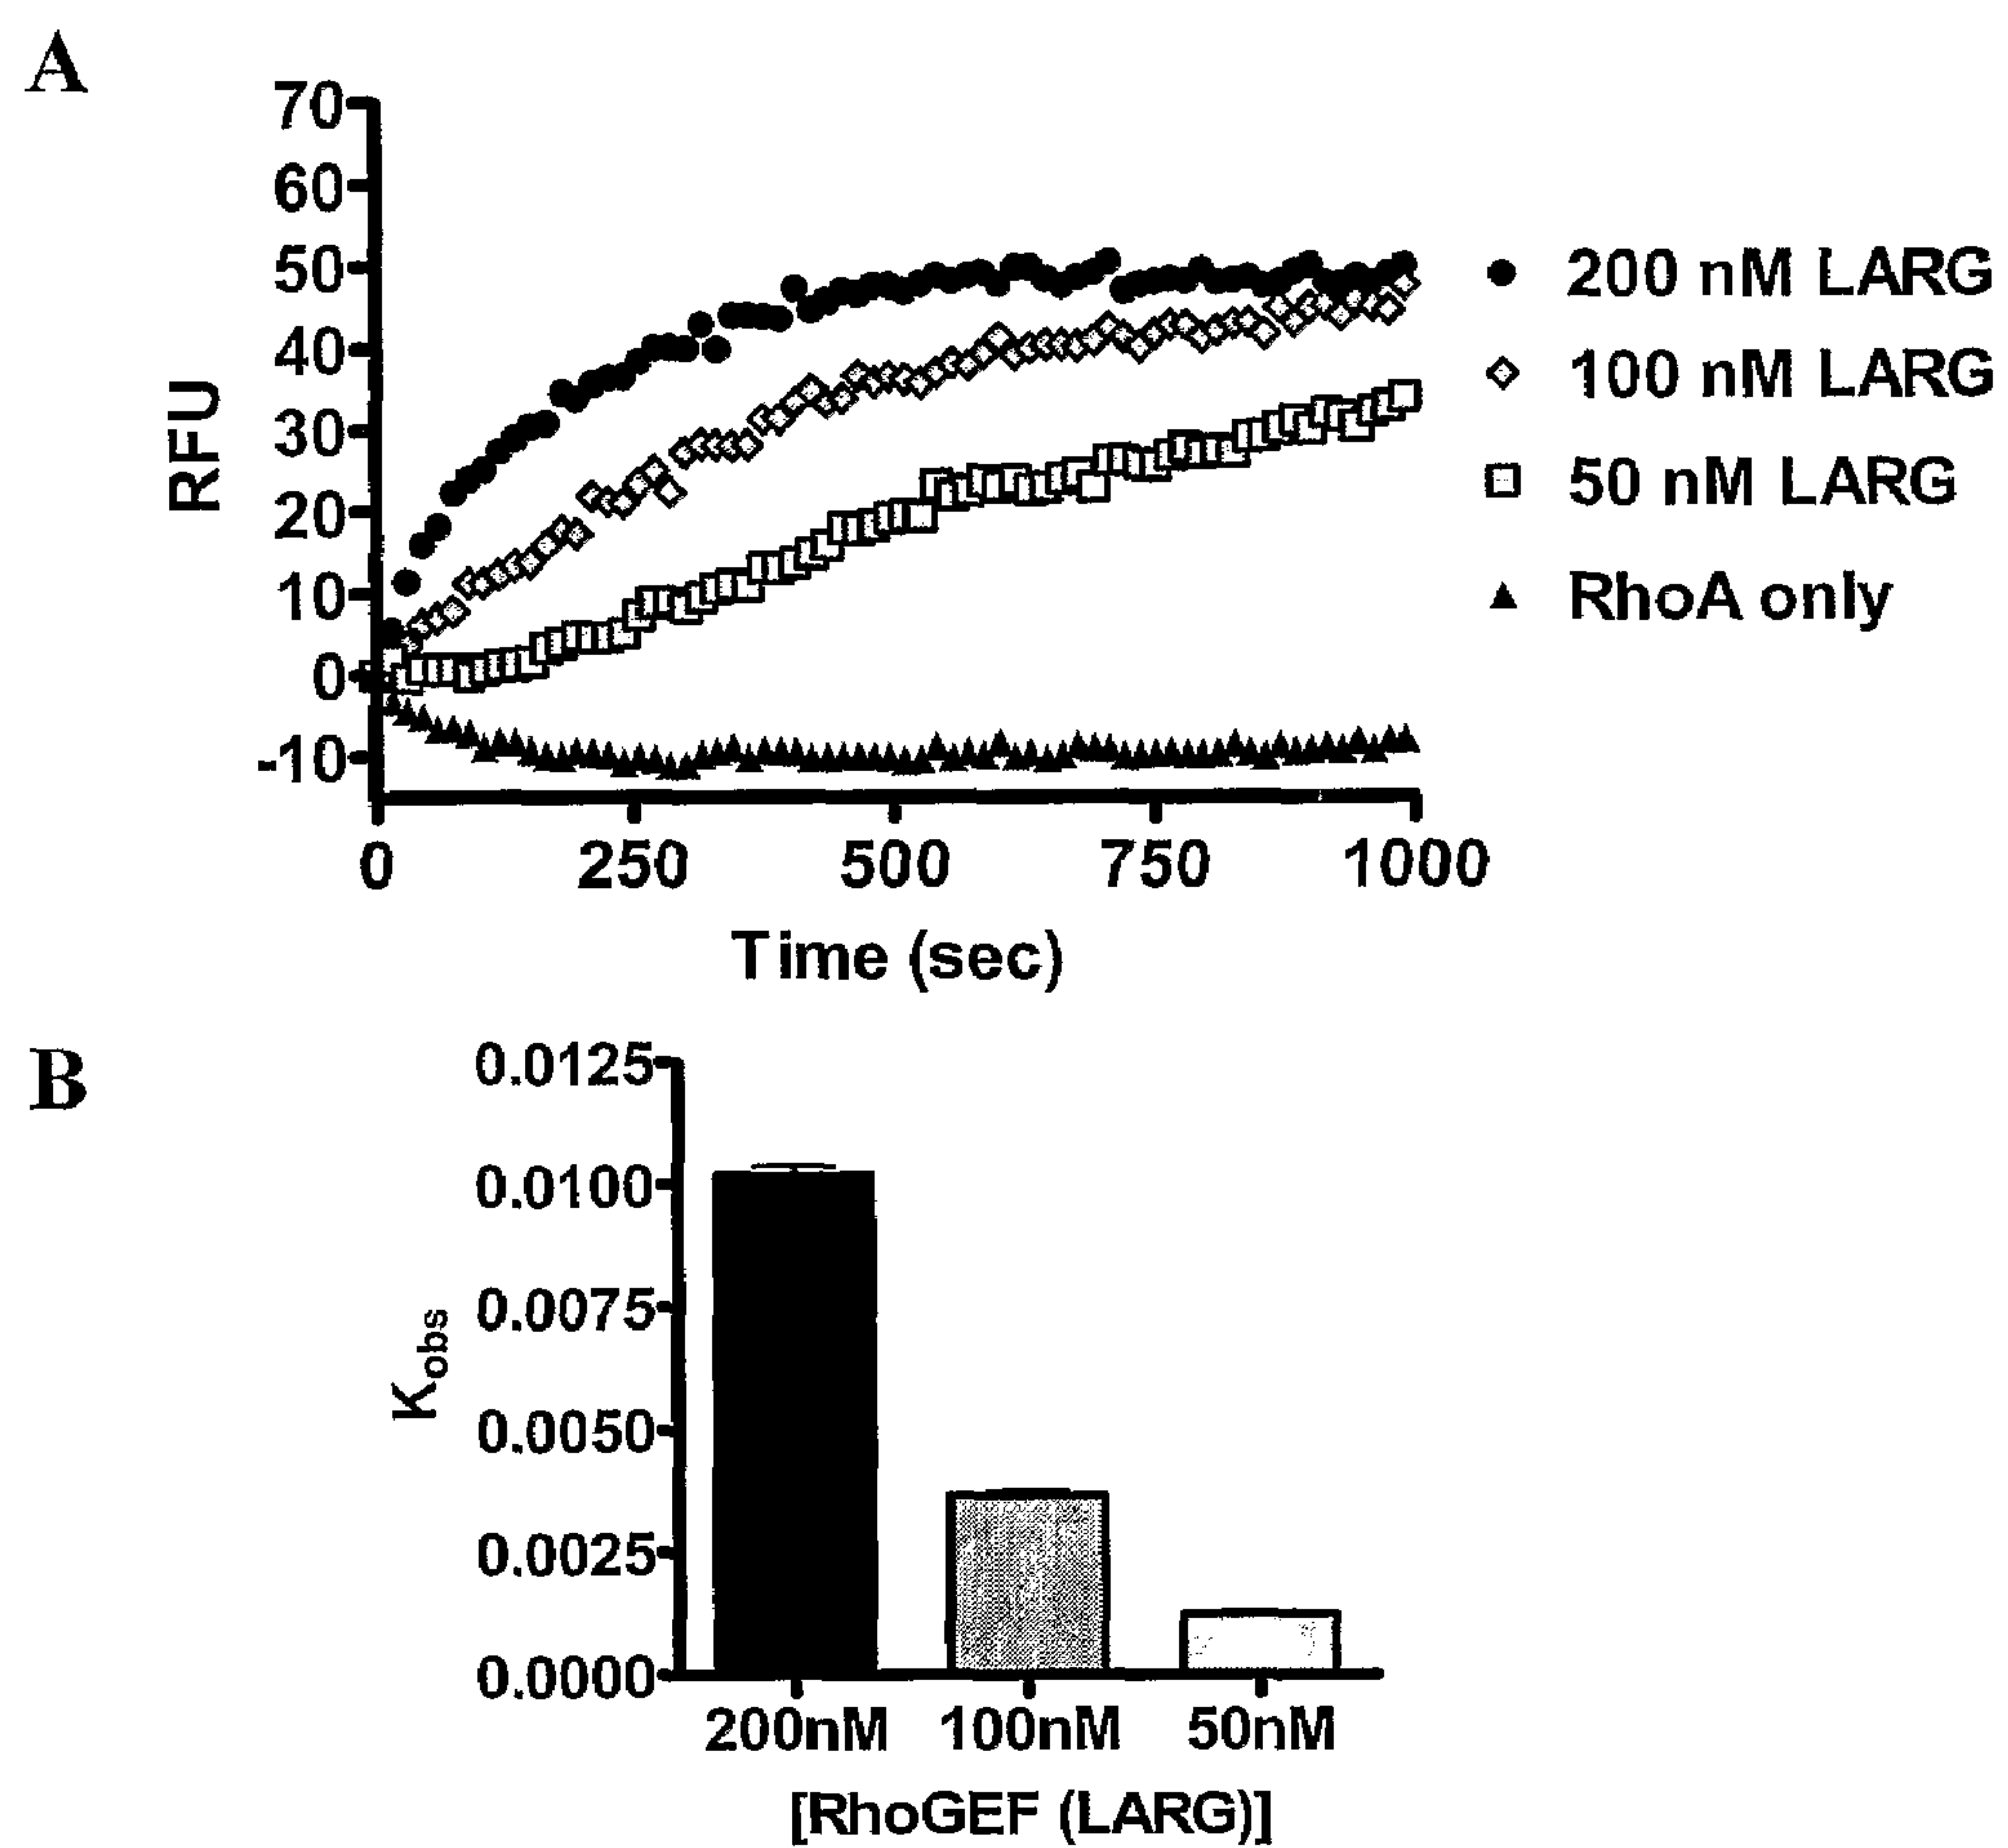 A
70
60
50
40
30
20
10
0
-10
RFU
0 250 500 750 1000
Time (sec)
200 nM LARG
100 nM LARG
50 nM LARG
RhoA only
B
0.0125
0.0100
0.0075
0.0050
0.0025
0.0000
Kobs
200nM 100nM 50nM
[RhoGEF (LARG)]